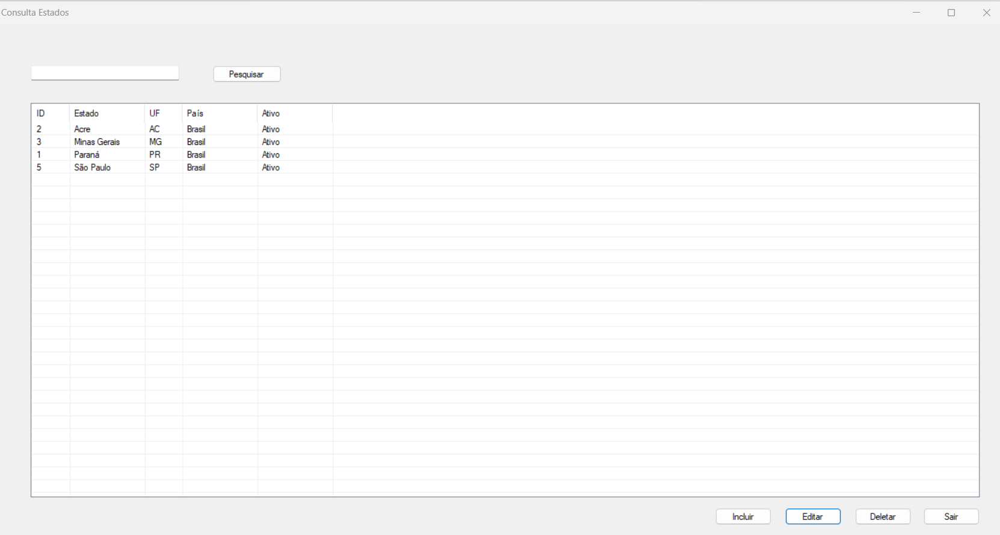 Consulta Estados
Pesquisar
ID Estado UF País Ativo
2 Acre AC Brasil Ativo
3 Minas Gerais MG Brasil Ativo
1 Paraná PR Brasil Ativo
5 São Paulo SP Brasil Ativo
Incluir Editar Deletar Sair